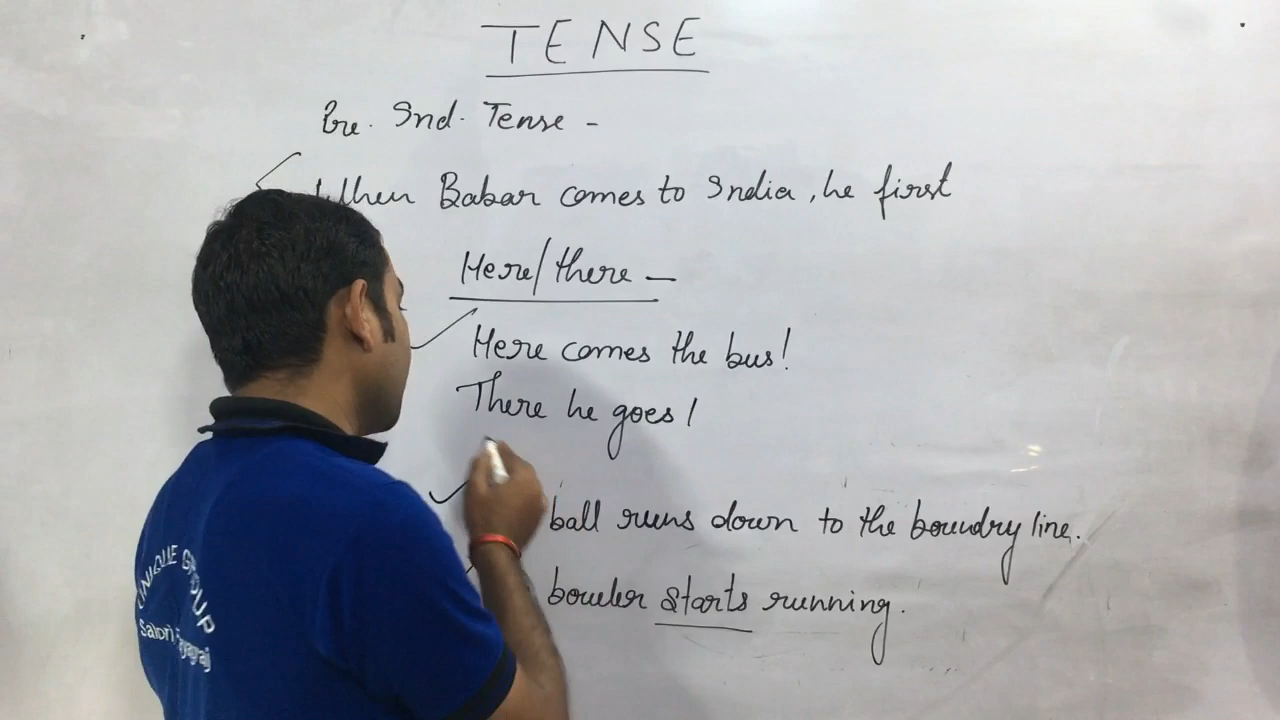 TENSE
Pre. Ind. Tense -
When Babar comes to India, he first
Here/there —
Here comes the bus!
There he goes!
ball runs down to the boundry line.
bowler starts running.
UNIQUE GROUP